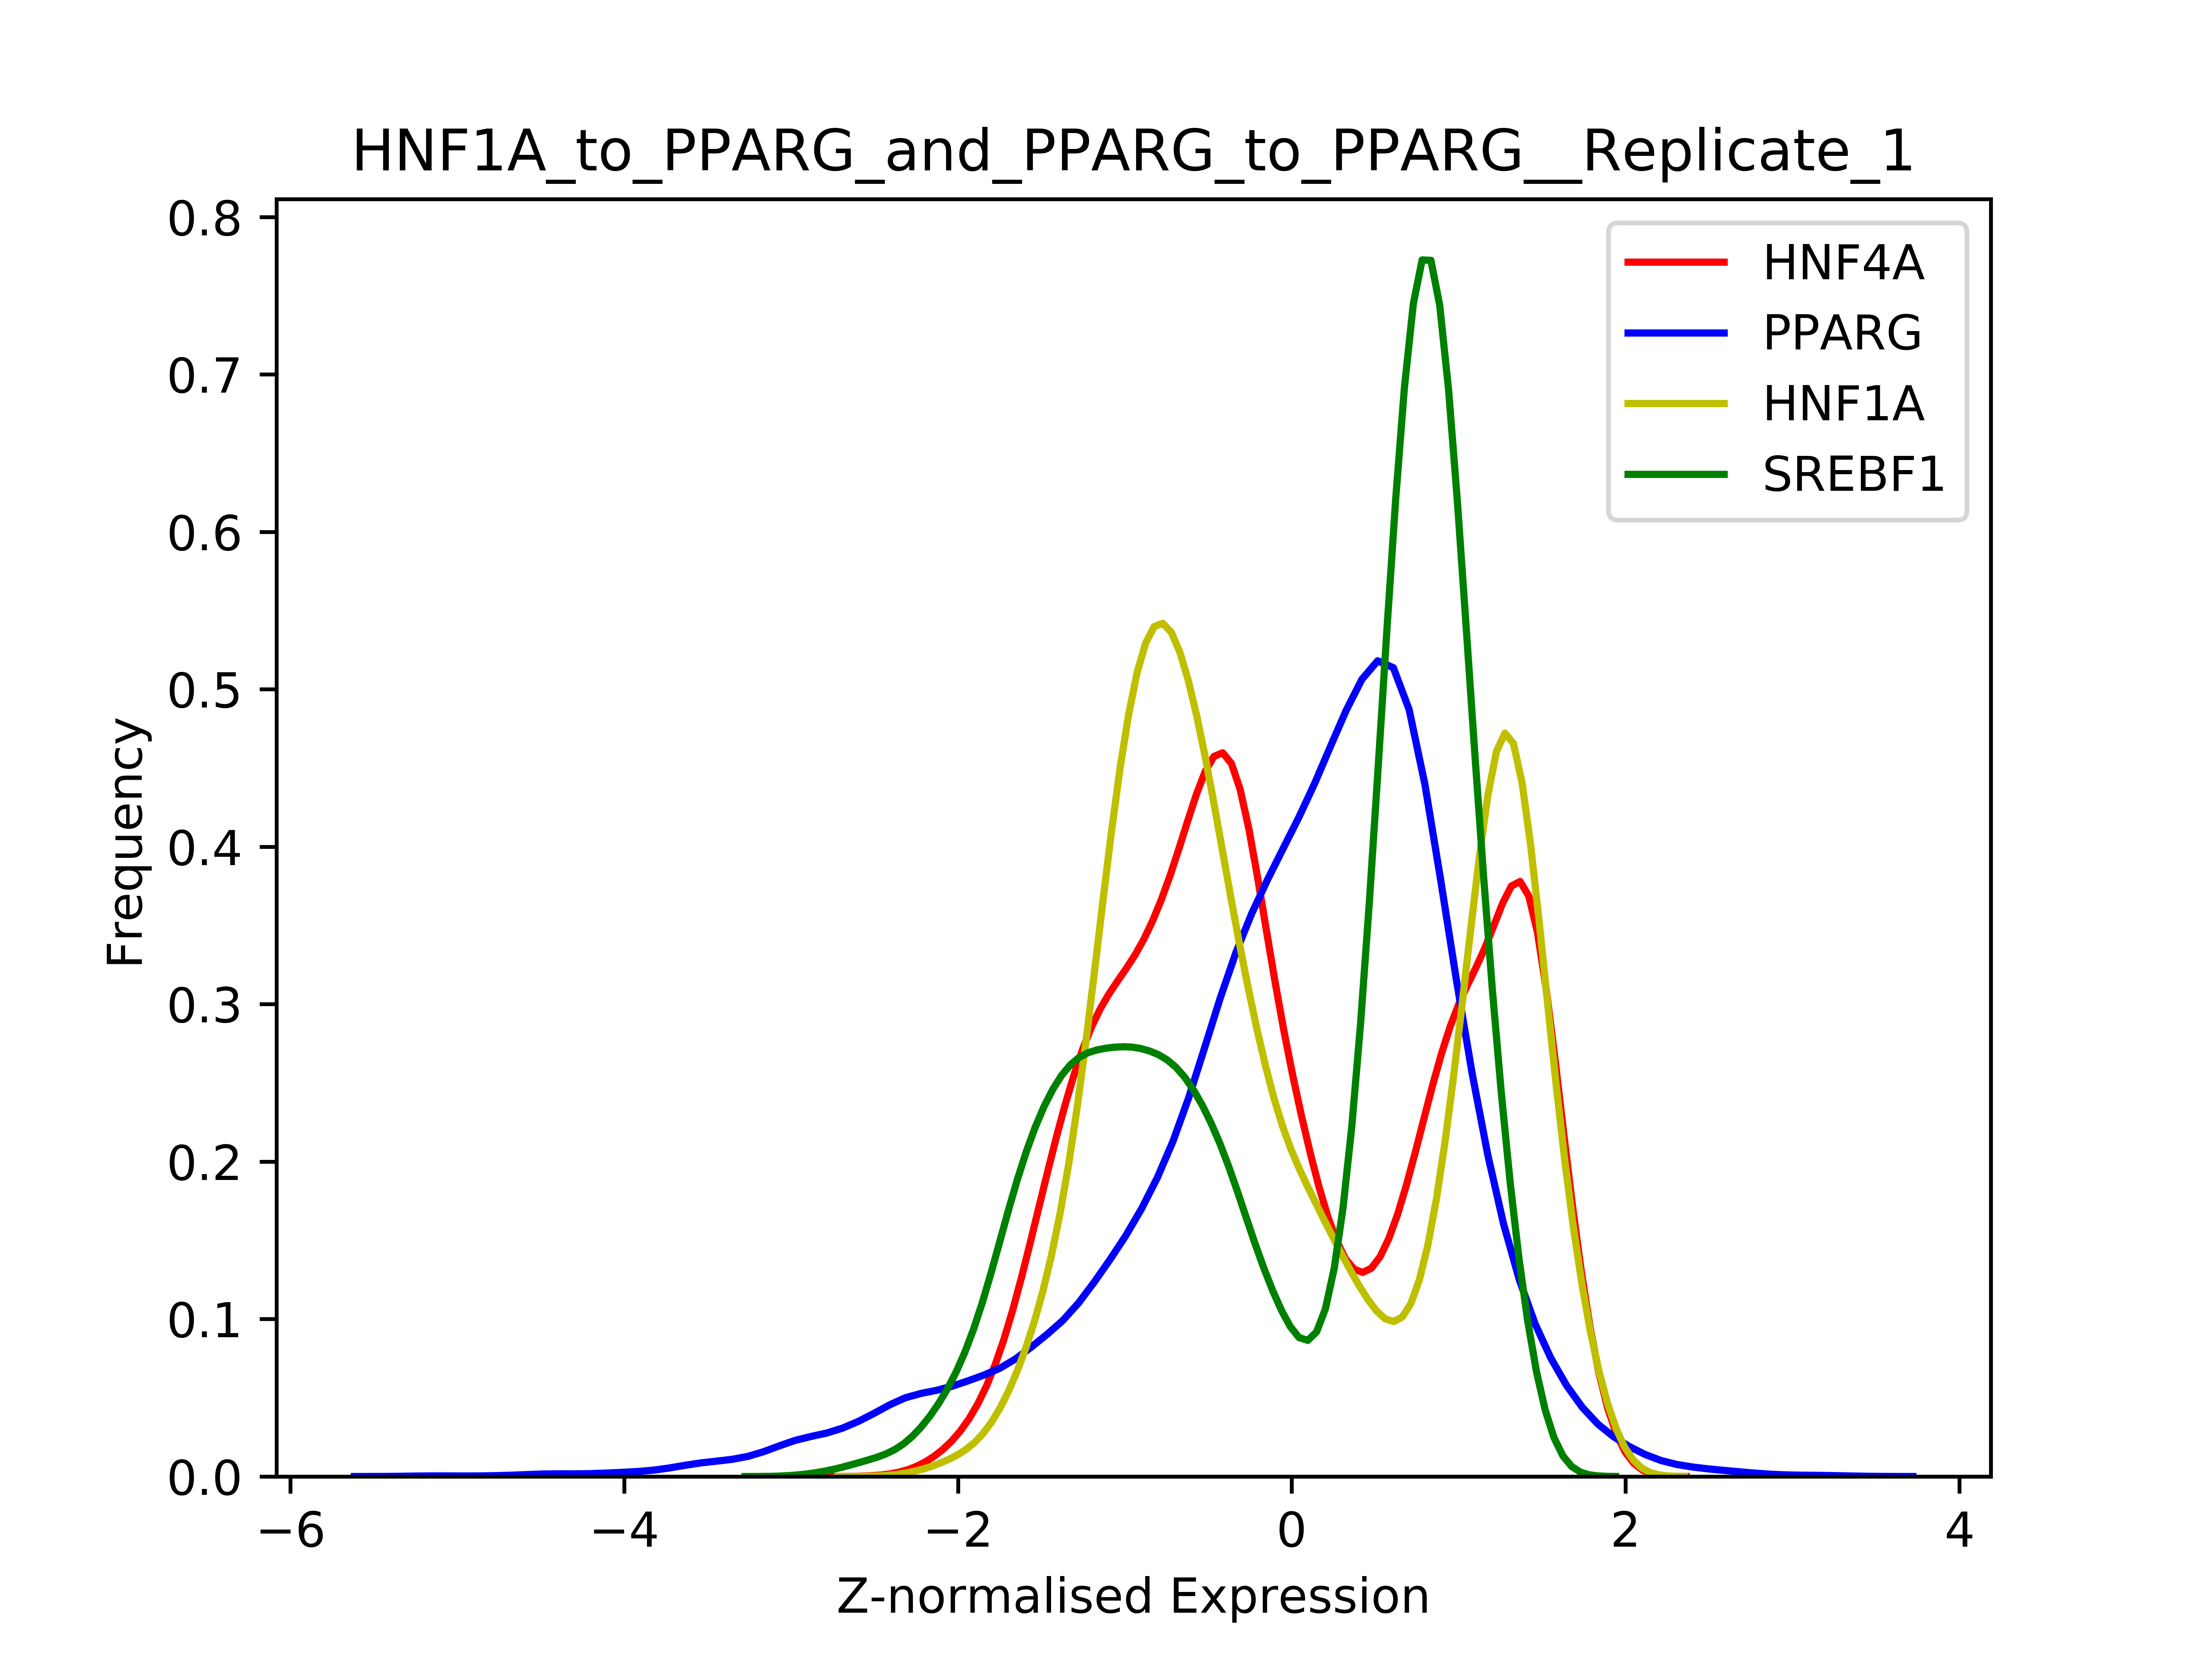 HNF1A_to_PPARG_and_PPARG_to_PPARG__Replicate_1
0.8
0.7
0.6
0.5
0.4
0.3
0.2
0.1
0.0
Frequency
HNF4A
PPARG
HNF1A
SREBF1
−6 −4 −2 0 2 4
Z-normalised Expression